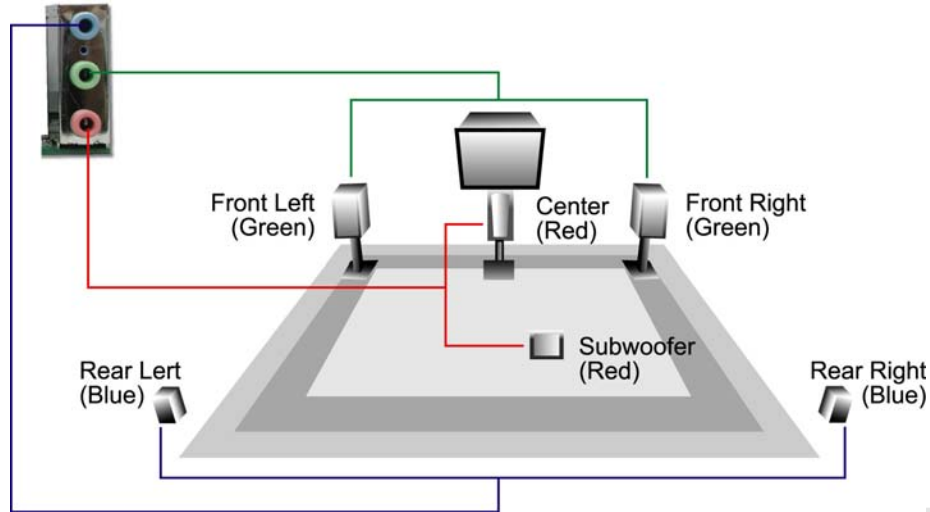 Front Left
(Green)
Center
(Red)
Front Right
(Green)
Subwoofer
(Red)
Rear Lert
(Blue)
Rear Right
(Blue)